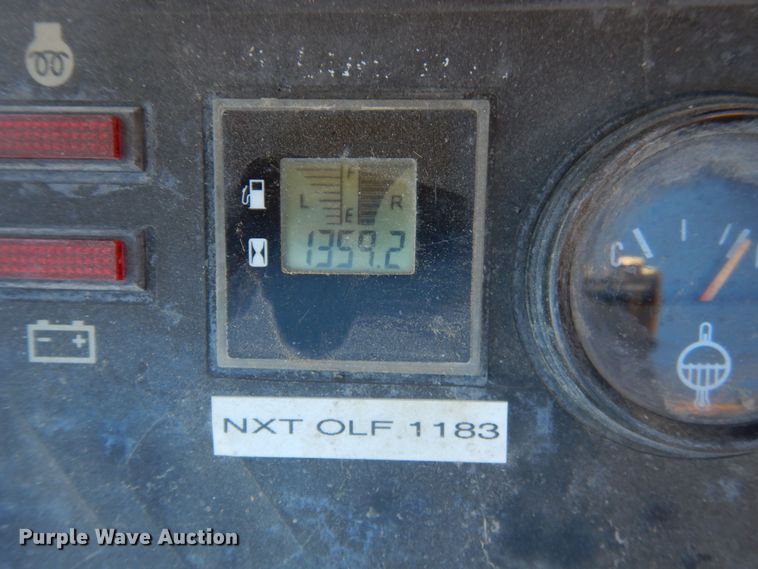 F
L R
E
1359.2
C
NXT OLF 1183
Purple Wave Auction